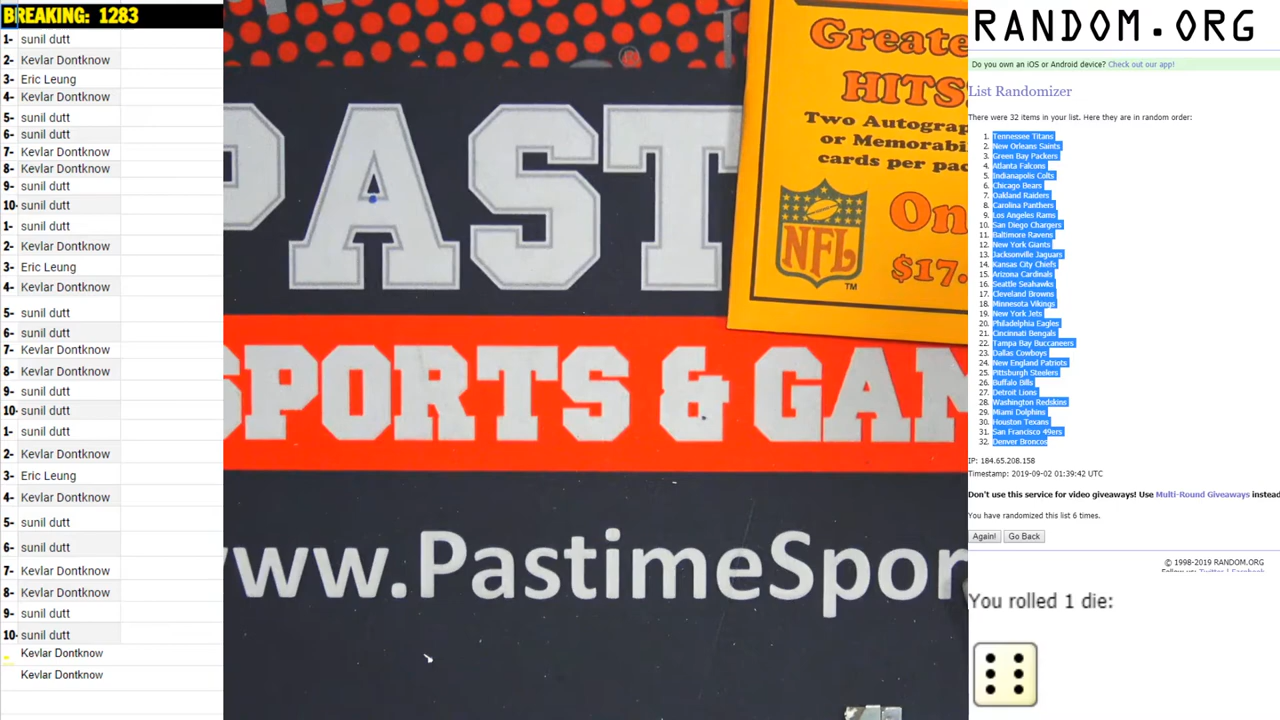 BREAKING: 1283
1- sunil dutt
2- Kevlar Dontknow
3- Eric Leung
4- Kevlar Dontknow
5- sunil dutt
6- sunil dutt
7- Kevlar Dontknow
8- Kevlar Dontknow
9- sunil dutt
10- sunil dutt
1- sunil dutt
2- Kevlar Dontknow
3- Eric Leung
4- Kevlar Dontknow
5- sunil dutt
6- sunil dutt
7- Kevlar Dontknow
8- Kevlar Dontknow
9- sunil dutt
10- sunil dutt
1- sunil dutt
2- Kevlar Dontknow
3- Eric Leung
4- Kevlar Dontknow
5- sunil dutt
6- sunil dutt
7- Kevlar Dontknow
8- Kevlar Dontknow
9- sunil dutt
10- sunil dutt
Kevlar Dontknow
Kevlar Dontknow
PAST
SPORTS & GAM
www.PastimeSpor
Greate
HITS
Two Autogra
or Memorabi
cards per pac
NFL
TM
On
$17.
RANDOM.ORG
Do you own an iOS or Android device? Check out our app!
List Randomizer
There were 32 items in your list. Here they are in random order:
1. Tennessee Titans
2. New Orleans Saints
3. Green Bay Packers
4. Atlanta Falcons
5. Indianapolis Colts
6. Chicago Bears
7. Oakland Raiders
8. Carolina Panthers
9. Los Angeles Rams
10. San Diego Chargers
11. Baltimore Ravens
12. New York Giants
13. Jacksonville Jaguars
14. Kansas City Chiefs
15. Arizona Cardinals
16. Seattle Seahawks
17. Cleveland Browns
18. Minnesota Vikings
19. New York Jets
20. Philadelphia Eagles
21. Cincinnati Bengals
22. Tampa Bay Buccaneers
23. Dallas Cowboys
24. New England Patriots
25. Pittsburgh Steelers
26. Buffalo Bills
27. Detroit Lions
28. Washington Redskins
29. Miami Dolphins
30. Houston Texans
31. San Francisco 49ers
32. Denver Broncos
IP: 184.65.208.158
Timestamp: 2019-09-02 01:39:42 UTC
Don't use this service for video giveaways! Use Multi-Round Giveaways instead
You have randomized this list 6 times.
Again! Go Back
© 1998-2019 RANDOM.ORG
Follow us: Twitter | Facebook
You rolled 1 die: